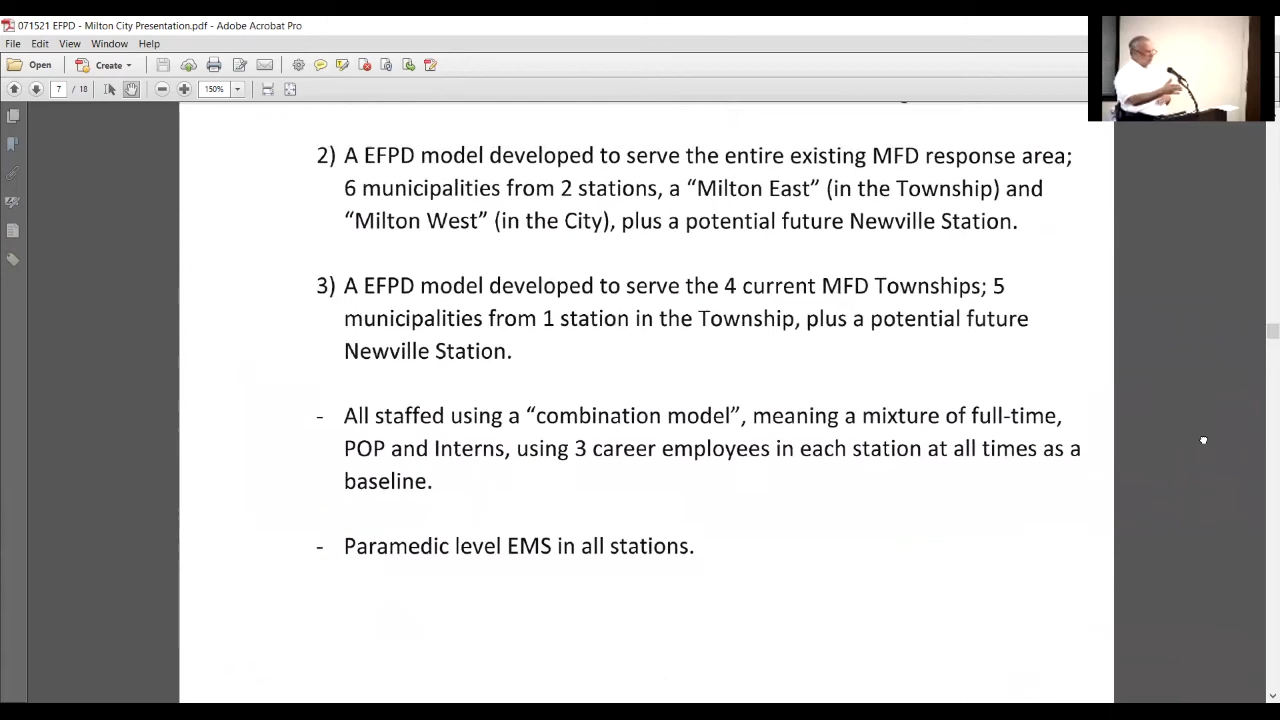 071521 EFPD - Milton City Presentation.pdf - Adobe Acrobat Pro
File Edit View Window Help
Open Create
7 / 18 150%
2) A EFPD model developed to serve the entire existing MFD response area;
6 municipalities from 2 stations, a “Milton East” (in the Township) and
“Milton West” (in the City), plus a potential future Newville Station.
3) A EFPD model developed to serve the 4 current MFD Townships; 5
municipalities from 1 station in the Township, plus a potential future
Newville Station.
- All staffed using a “combination model”, meaning a mixture of full-time,
POP and Interns, using 3 career employees in each station at all times as a
baseline.
- Paramedic level EMS in all stations.